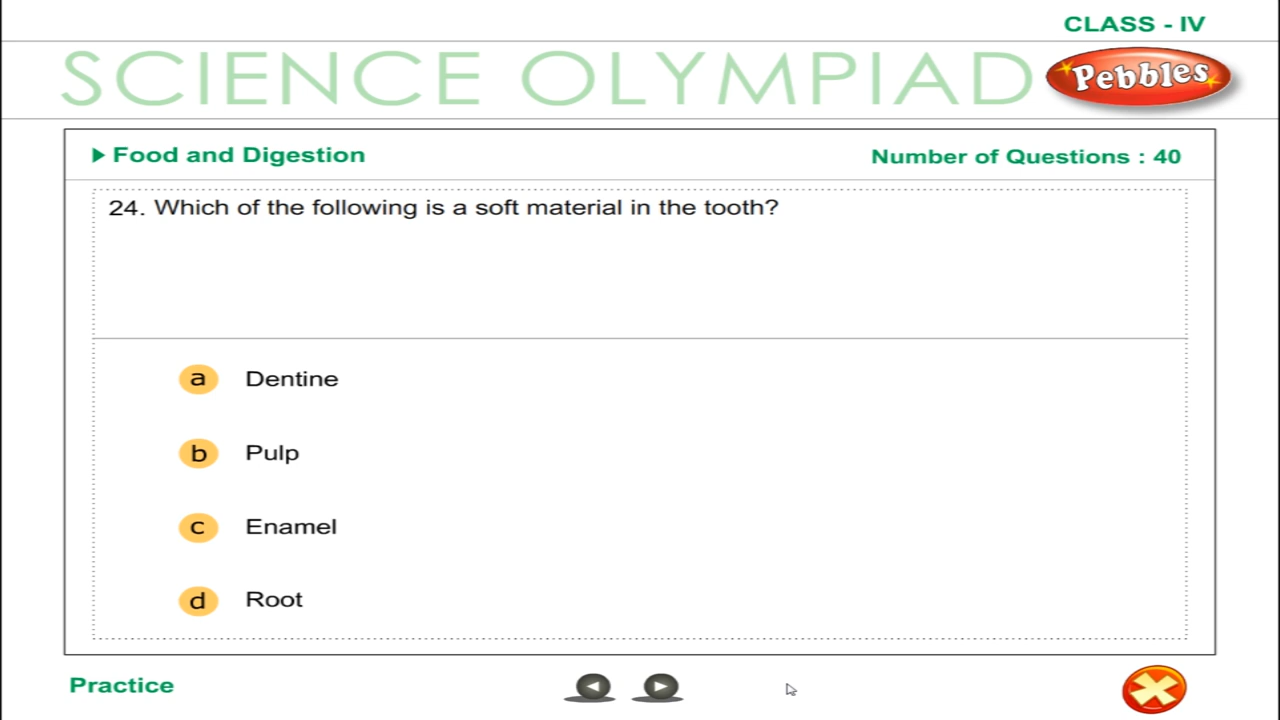 CLASS - IV
SCIENCE OLYMPIAD
Pebbles
Food and Digestion
Number of Questions : 40
24. Which of the following is a soft material in the tooth?
a Dentine
b Pulp
c Enamel
d Root
Practice